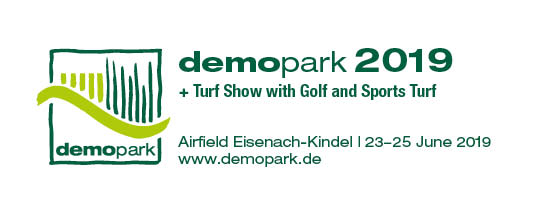 demopark 2019
+ Turf Show with Golf and Sports Turf
demopark
Airfield Eisenach-Kindel | 23–25 June 2019
www.demopark.de